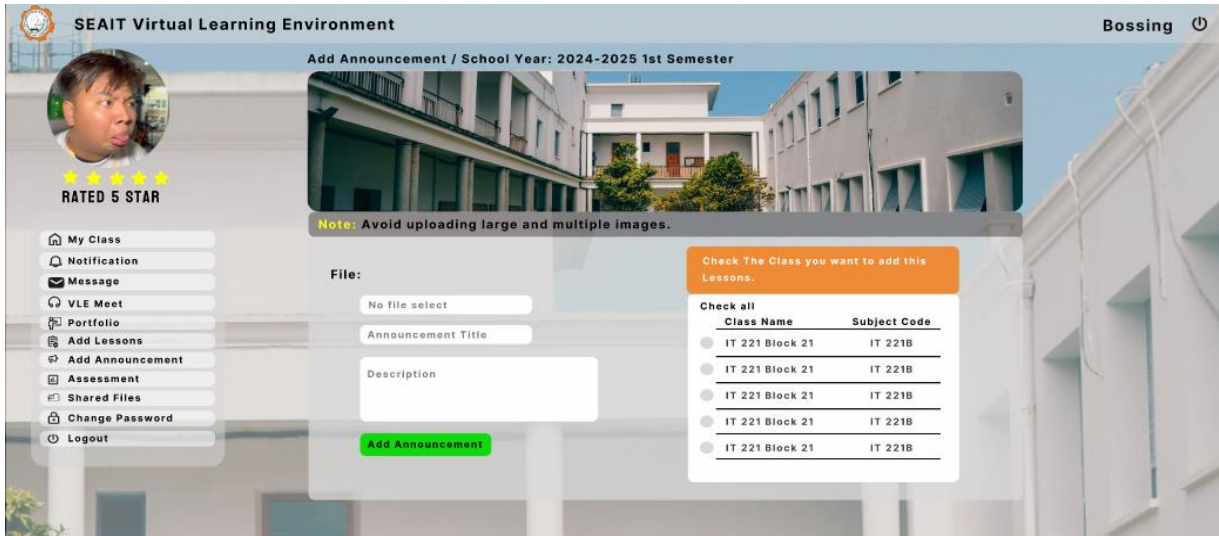 SEAIT Virtual Learning Environment
Bossing
RATED 5 STAR
My Class
Notification
Message
VLE Meet
Portfolio
Add Lessons
Add Announcement
Assessment
Shared Files
Change Password
Logout
Add Announcement / School Year: 2024-2025 1st Semester
Note: Avoid uploading large and multiple images.
File:
No file select
Announcement Title
Description
Add Announcement
Check The Class you want to add this
Lessons.
Check all
Class Name Subject Code
IT 221 Block 21 IT 221B
IT 221 Block 21 IT 221B
IT 221 Block 21 IT 221B
IT 221 Block 21 IT 221B
IT 221 Block 21 IT 221B